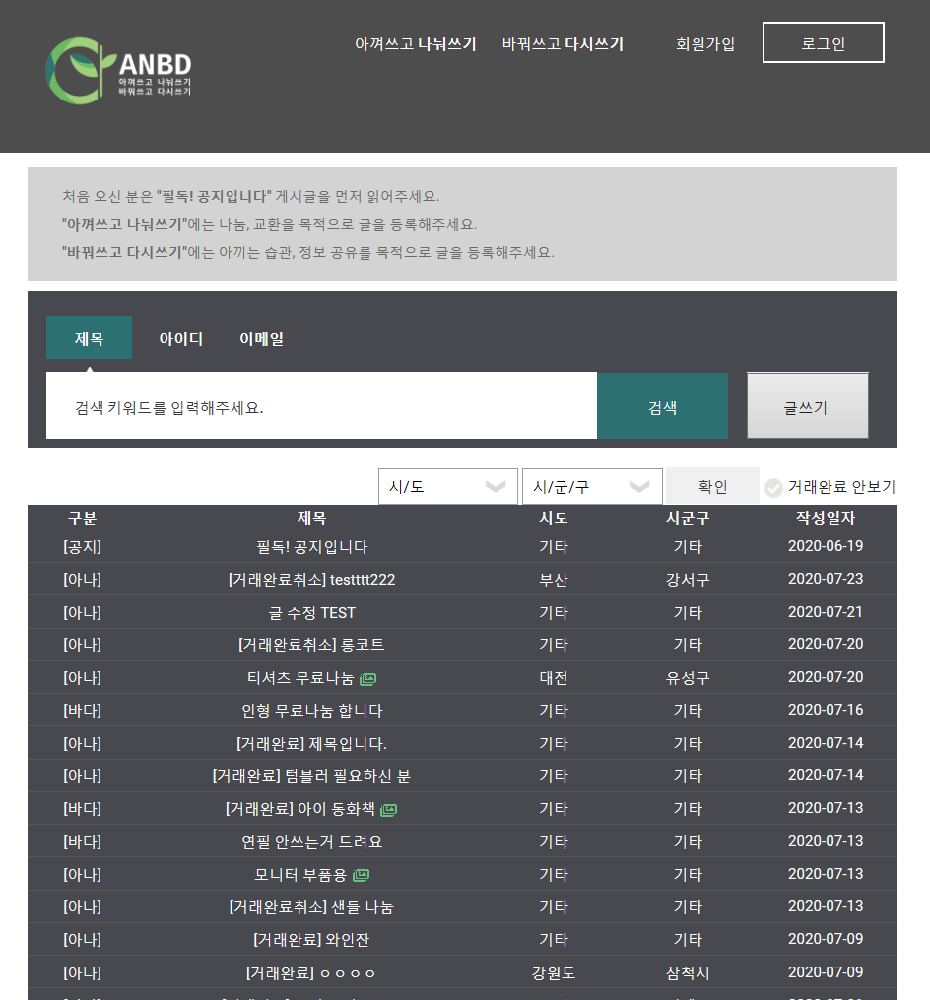 아껴쓰고 나눠쓰기 바꿔쓰고 다시쓰기 회원가입 로그인
ANBD
아껴쓰고 나눠쓰기
바꿔쓰고 다시쓰기
처음 오신 분은 "필독! 공지입니다" 게시글을 먼저 읽어주세요.
"아껴쓰고 나눠쓰기"에는 나눔, 교환을 목적으로 글을 등록해주세요.
"바꿔쓰고 다시쓰기"에는 아끼는 습관, 정보 공유를 목적으로 글을 등록해주세요.
제목 아이디 이메일
검색 키워드를 입력해주세요. 검색 글쓰기
시/도 시/군/구 확인 거래완료 안보기
구분 제목 시도 시군구 작성일자
[공지] 필독! 공지입니다 기타 기타 2020-06-19
[아나] [거래완료취소] testttt222 부산 강서구 2020-07-23
[아나] 글 수정 TEST 기타 기타 2020-07-21
[아나] [거래완료취소] 롱코트 기타 기타 2020-07-20
[아나] 티셔츠 무료나눔 대전 유성구 2020-07-20
[바다] 인형 무료나눔 합니다 기타 기타 2020-07-16
[아나] [거래완료] 제목입니다. 기타 기타 2020-07-14
[아나] [거래완료] 텀블러 필요하신 분 기타 기타 2020-07-14
[바다] [거래완료] 아이 동화책 기타 기타 2020-07-13
[바다] 연필 안쓰는거 드려요 기타 기타 2020-07-13
[아나] 모니터 부품용 기타 기타 2020-07-13
[아나] [거래완료취소] 샌들 나눔 기타 기타 2020-07-13
[아나] [거래완료] 와인잔 기타 기타 2020-07-09
[아나] [거래완료] ㅇㅇㅇㅇ 강원도 삼척시 2020-07-09